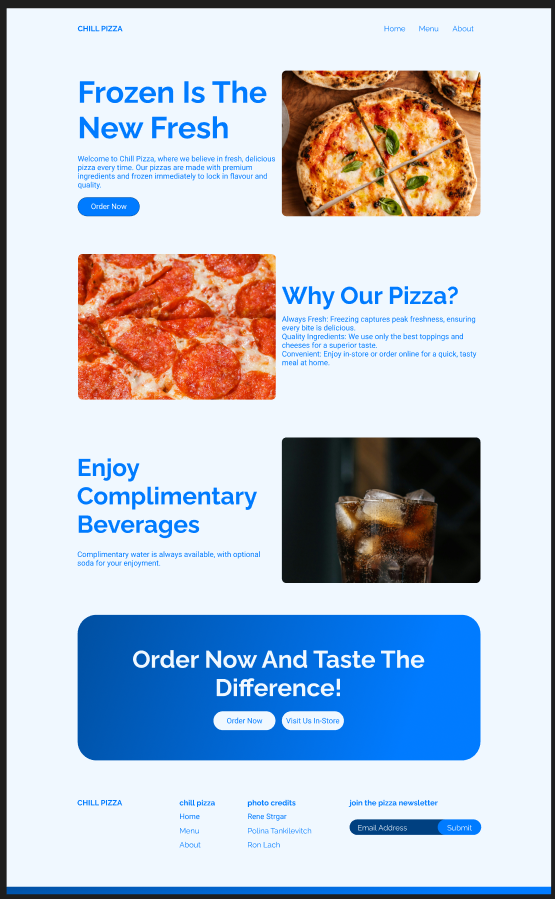 CHILL PIZZA
Home Menu About
Frozen Is The
New Fresh
Welcome to Chill Pizza, where we believe in fresh, delicious
pizza every time. Our pizzas are made with premium
ingredients and frozen immediately to lock in flavour and
quality.
Order Now
Why Our Pizza?
Always Fresh: Freezing captures peak freshness, ensuring
every bite is delicious.
Quality Ingredients: We use only the best toppings and
cheeses for a superior taste.
Convenient: Enjoy in-store or order online for a quick, tasty
meal at home.
Enjoy
Complimentary
Beverages
Complimentary water is always available, with optional
soda for your enjoyment.
Order Now And Taste The
Difference!
Order Now
Visit Us In-Store
CHILL PIZZA
chill pizza
Home
Menu
About
photo credits
Rene Strgar
Polina Tankilevitch
Ron Lach
join the pizza newsletter
Email Address
Submit